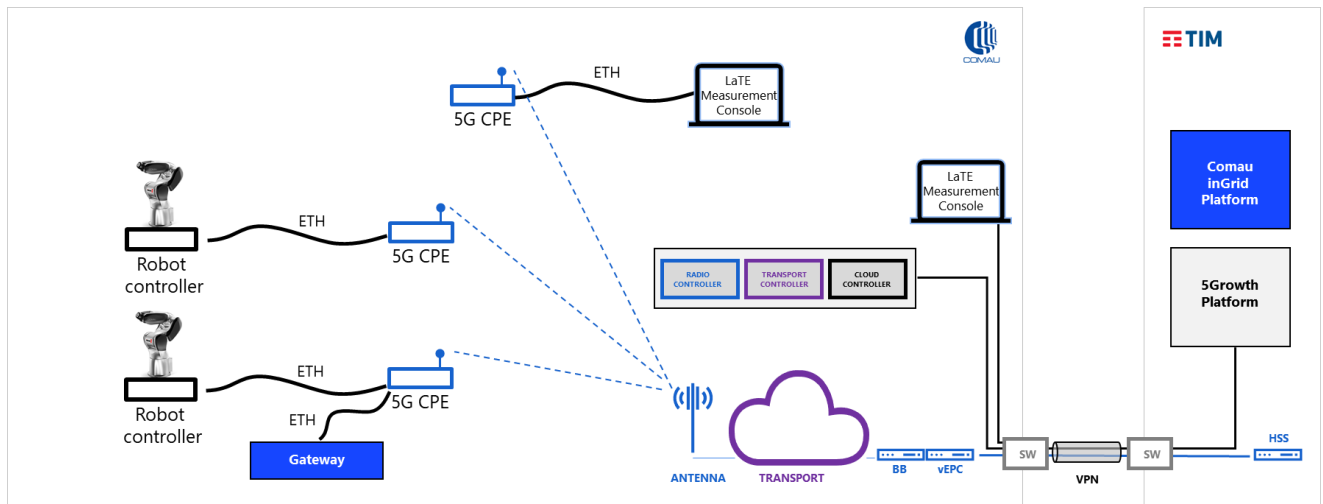 COMAU
TIM
ETH
LaTE
Measurement
Console
5G CPE
Comau
inGrid
Platform
LaTE
Measurement
Console
ETH
5G CPE
Robot
controller
RADIO
CONTROLLER
TRANSPORT
CONTROLLER
CLOUD
CONTROLLER
5Growth
Platform
ETH
5G CPE
Robot
controller
ETH
Gateway
ANTENNA
TRANSPORT
BB
vEPC
SW
VPN
SW
HSS